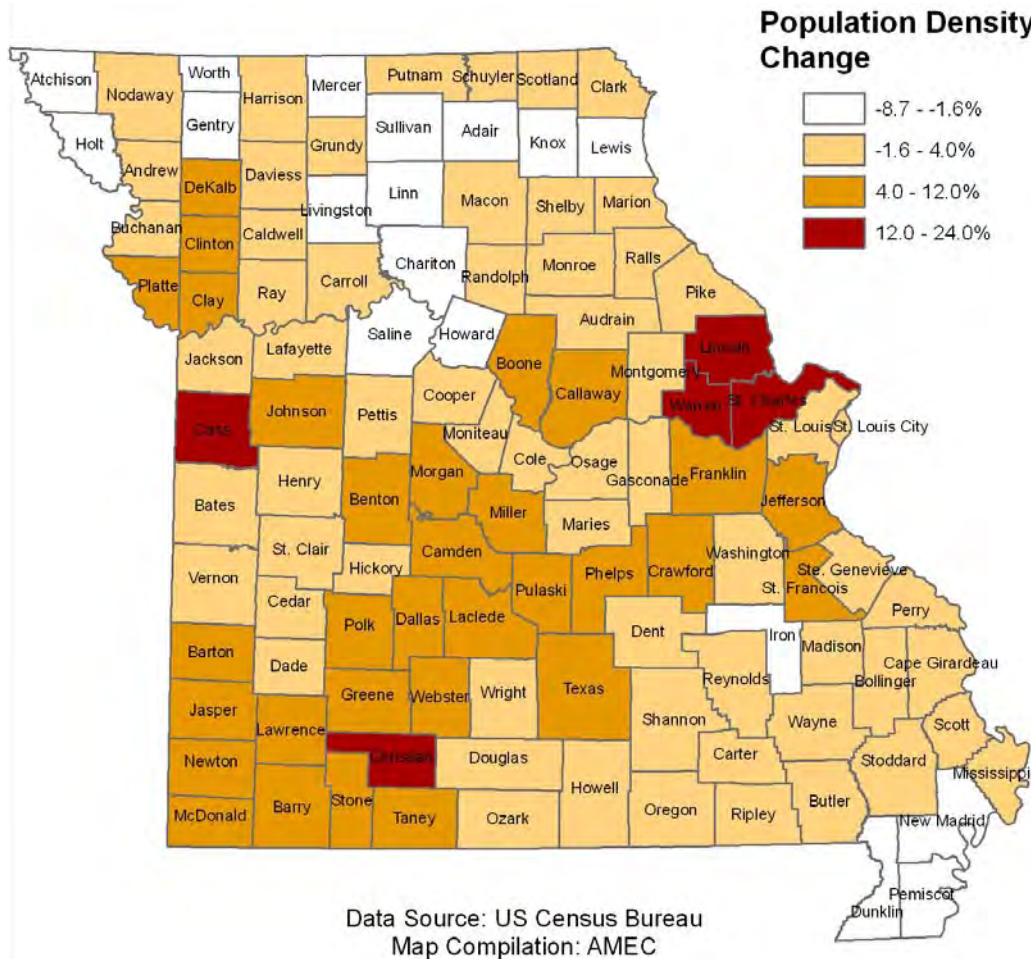 Population Density
Change
-8.7 - -1.6%
-1.6 - 4.0%
4.0 - 12.0%
12.0 - 24.0%
Atchison
Worth
Nodaway
Harrison
Mercer
Putnam
Schuyler
Scotland
Clark
Gentry
Holt
Sullivan
Adair
Knox
Lewis
Grundy
Andrew
DeKalb
Daviess
Linn
Livingston
Macon
Shelby
Marion
Buchanan
Clinton
Caldwell
Chariton
Randolph
Monroe
Ralls
Platte
Clay
Ray
Carroll
Pike
Audrain
Saline
Howard
Jackson
Lafayette
Boone
Lincoln
Montgomery
Callaway
Cooper
Warren
St. Charles
Cass
Johnson
Pettis
Moniteau
St. Louis
St. Louis City
Cole
Osage
Gasconade
Franklin
Morgan
Henry
Benton
Jefferson
Bates
Miller
Maries
St. Clair
Camden
Washington
Hickory
Phelps
Crawford
Ste. Genevieve
St. Francois
Vernon
Pulaski
Cedar
Perry
Polk
Dallas
Laclede
Dent
Iron
Madison
Barton
Dade
Cape Girardeau
Bollinger
Reynolds
Greene
Webster
Wright
Texas
Jasper
Shannon
Wayne
Lawrence
Scott
Christian
Douglas
Carter
Stoddard
Newton
Mississippi
Howell
McDonald
Barry
Stone
Taney
Ozark
Oregon
Ripley
Butler
New Madrid
Pemiscot
Dunklin
Data Source: US Census Bureau
Map Compilation: AMEC